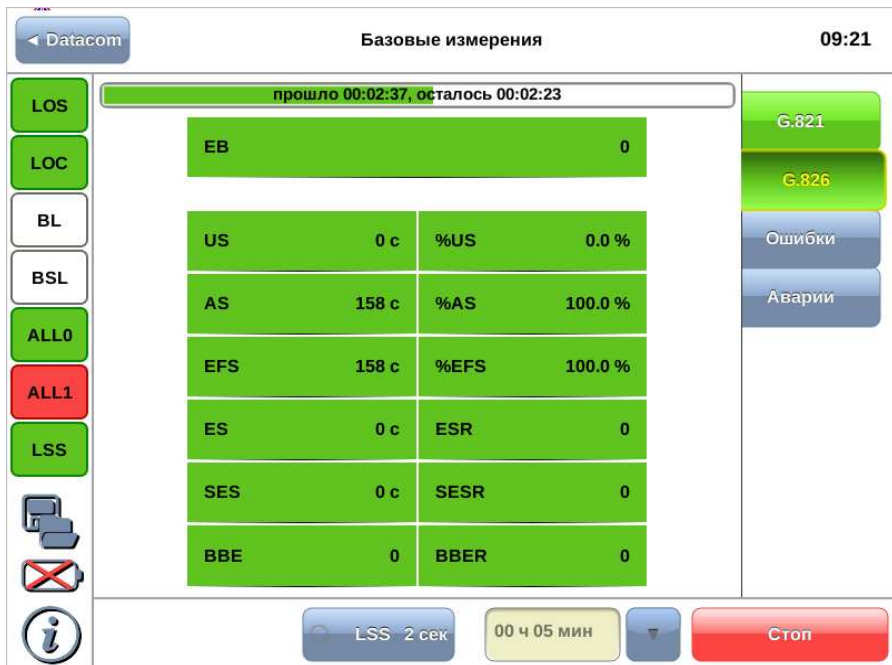 ◄ Datacom
Базовые измерения
09:21
прошло 00:02:37, осталось 00:02:23
LOS
LOC
BL
BSL
ALL0
ALL1
LSS
EB 0
US 0 с %US 0.0 %
AS 158 с %AS 100.0 %
EFS 158 с %EFS 100.0 %
ES 0 с ESR 0
SES 0 с SESR 0
BBE 0 BBER 0
G.821
G.826
Ошибки
Аварии
i
LSS 2 сек
00 ч 05 мин
▼
Стоп